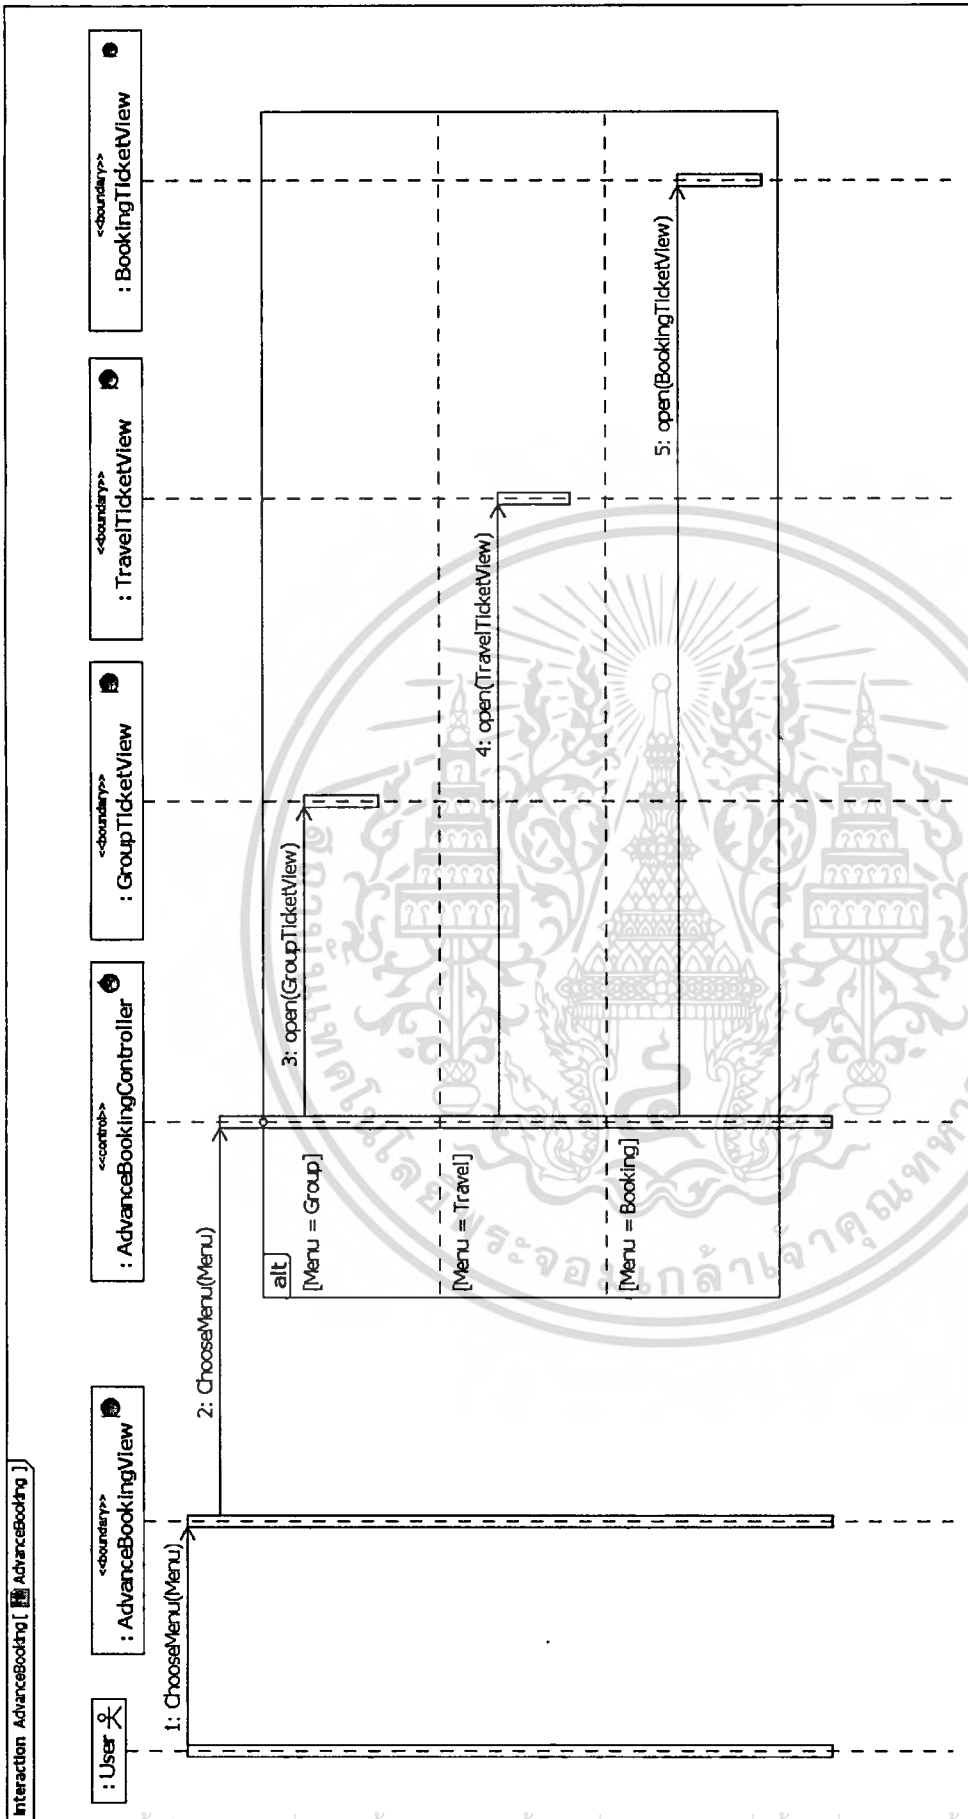 interaction AdvanceBooking [ AdvanceBooking ]
: User
<<boundary>>
: AdvanceBookingView
<<control>>
: AdvanceBookingController
<<boundary>>
: GroupTicketView
<<boundary>>
: TravelTicketView
<<boundary>>
: BookingTicketView
1: ChooseMenu(Menu)
2: ChooseMenu(Menu)
alt
[Menu = Group]
3: open(GroupTicketView)
[Menu = Travel]
4: open(TravelTicketView)
[Menu = Booking]
5: open(BookingTicketView)